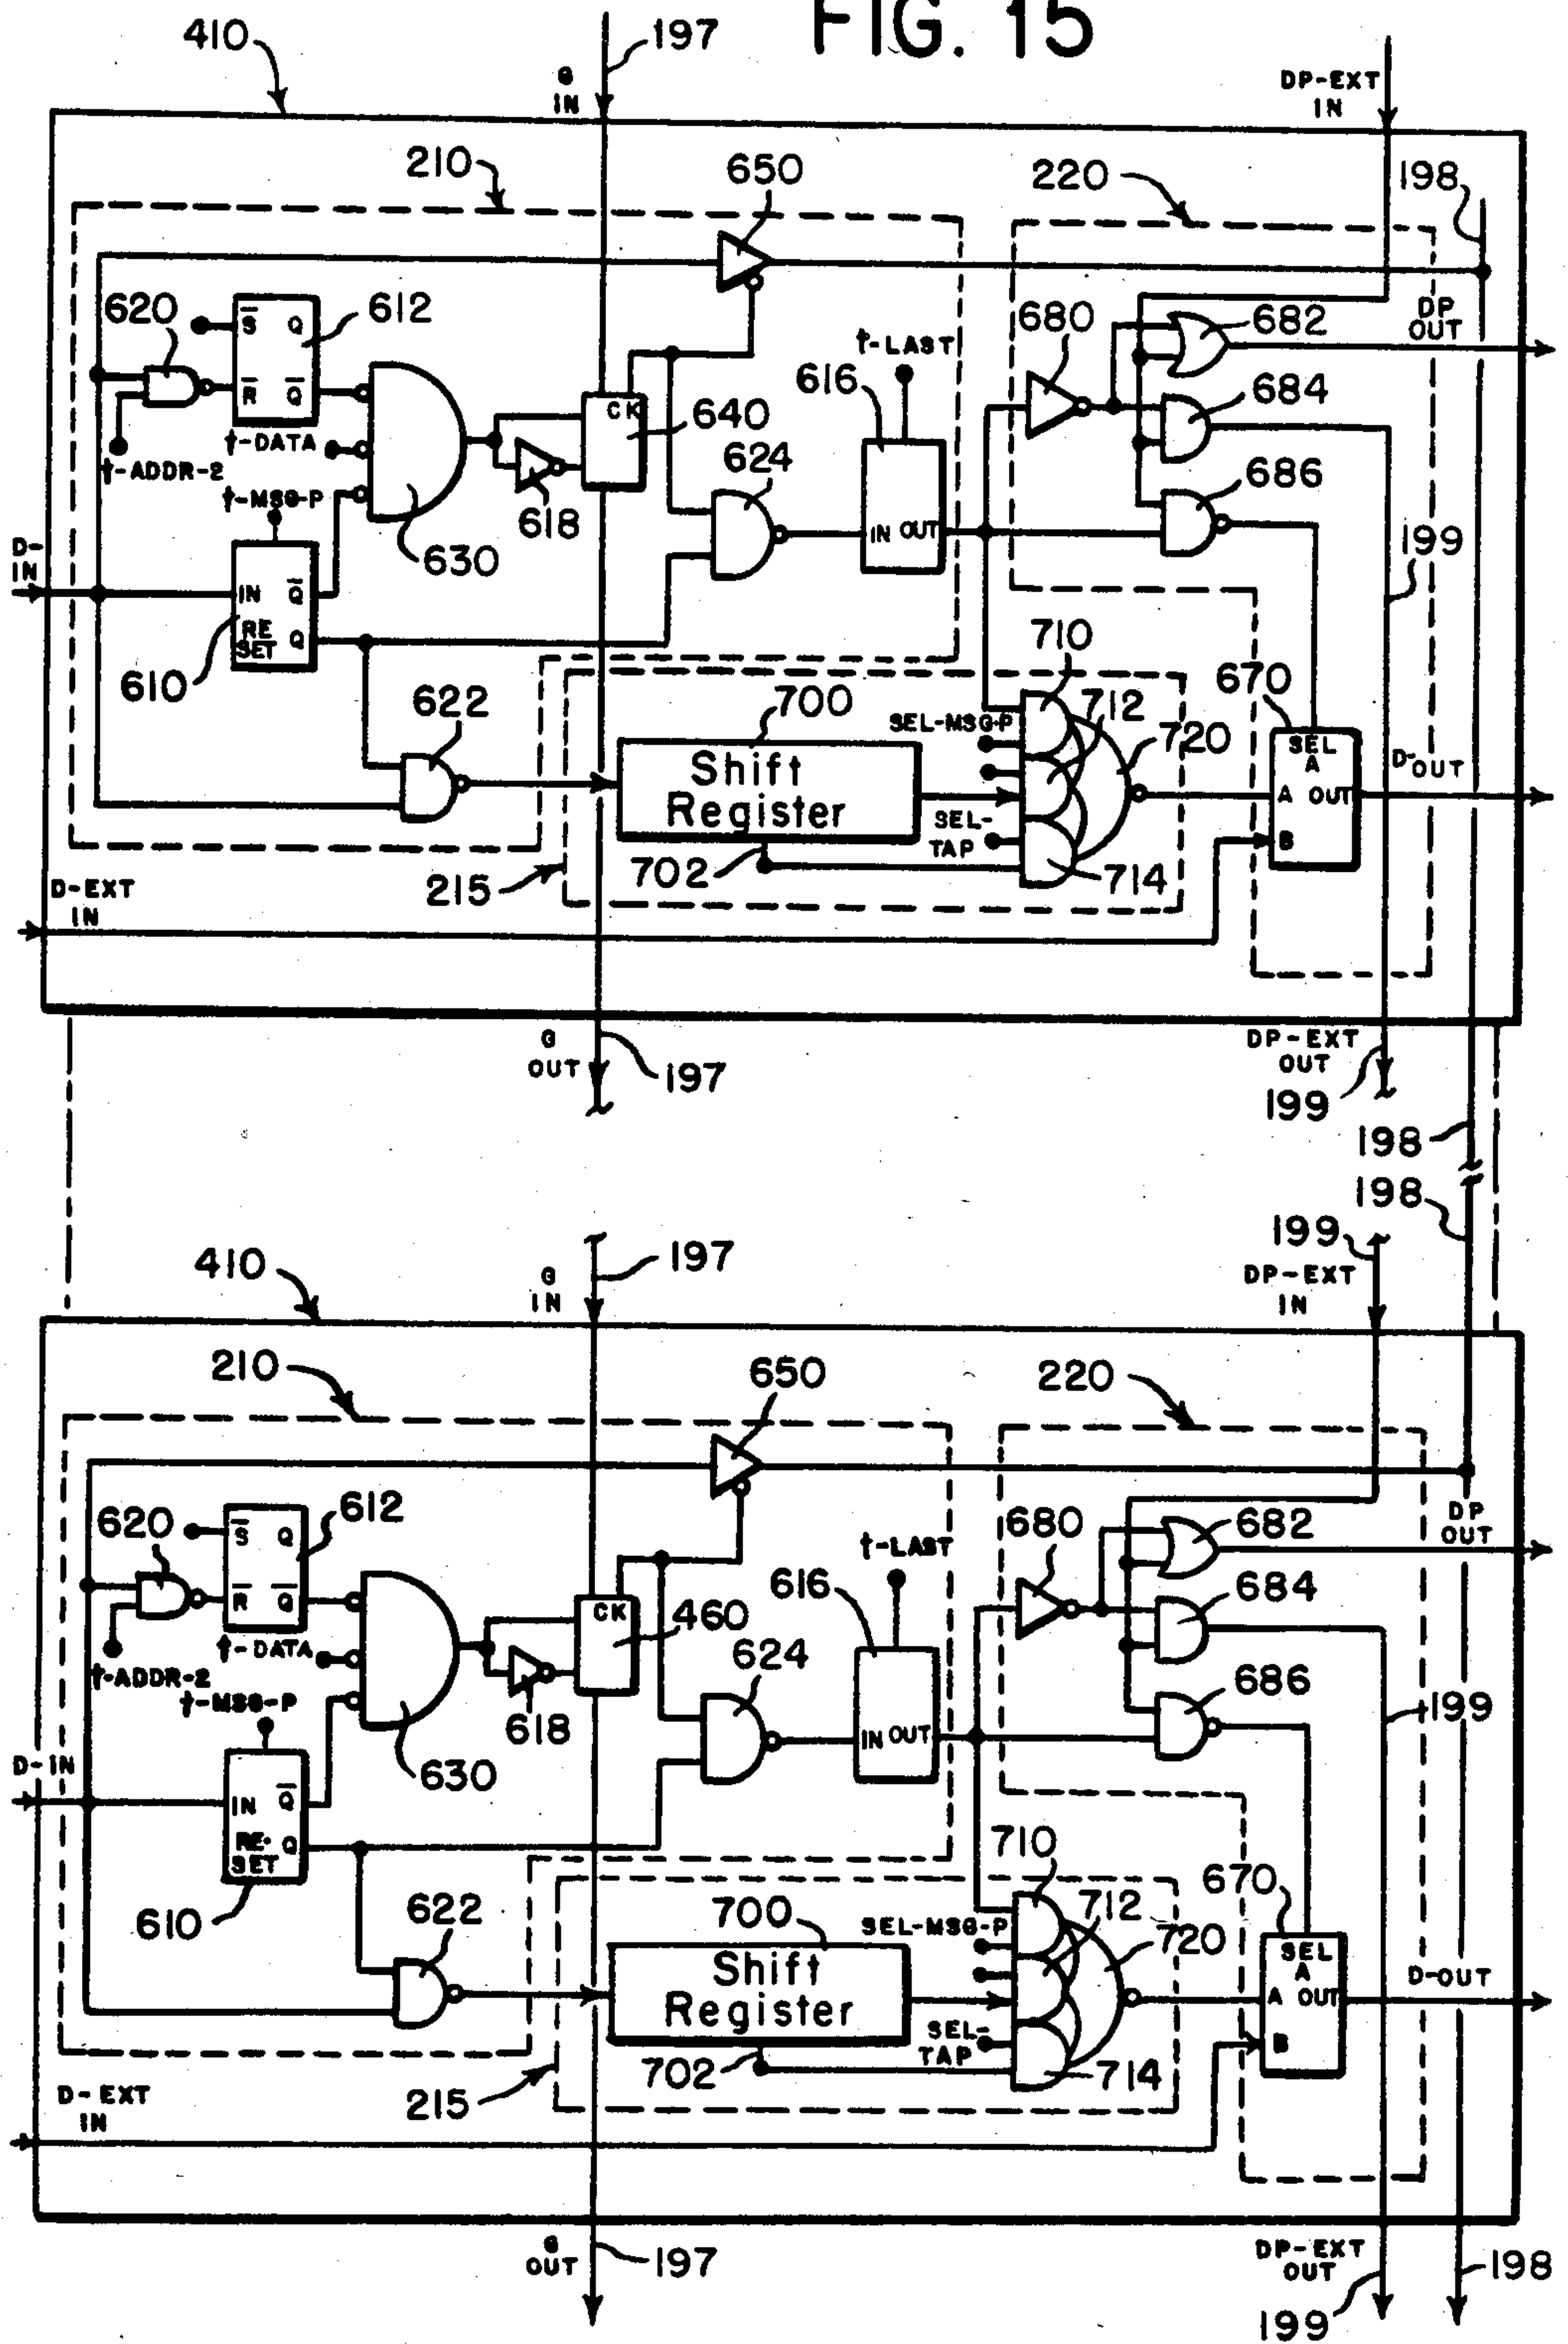 FIG. 15
410
197
G
IN
DP-EXT
IN
210
650
220
198
620
S̅ Q
612
680
682
DP
OUT
t-LAST
R̅ Q̅
616
684
CK
640
t-DATA
t-ADDR-2
624
686
t-MSG-P
618
199
D-
IN
630
IN OUT
IN Q̅
RE
SET Q
710
610
670
622
700
712
SEL-MSG-P
720
Shift
Register
SEL
A
D-OUT
A OUT
SEL-
TAP
B
702
714
215
D-EXT
IN
G
OUT
197
DP-EXT
OUT
199
198
198
199
410
G
IN
197
DP-EXT
IN
210
650
220
620
S̅ Q
612
680
682
DP
OUT
t-LAST
R̅ Q̅
616
684
CK
460
t-DATA
t-ADDR-2
624
686
t-MSG-P
618
199
D-IN
630
IN OUT
IN Q̅
RE-
SET Q
710
610
670
622
700
712
SEL-MSG-P
720
Shift
Register
SEL
A
D-OUT
A OUT
SEL-
TAP
B
702
714
215
D-EXT
IN
G
OUT
197
DP-EXT
OUT
198
199